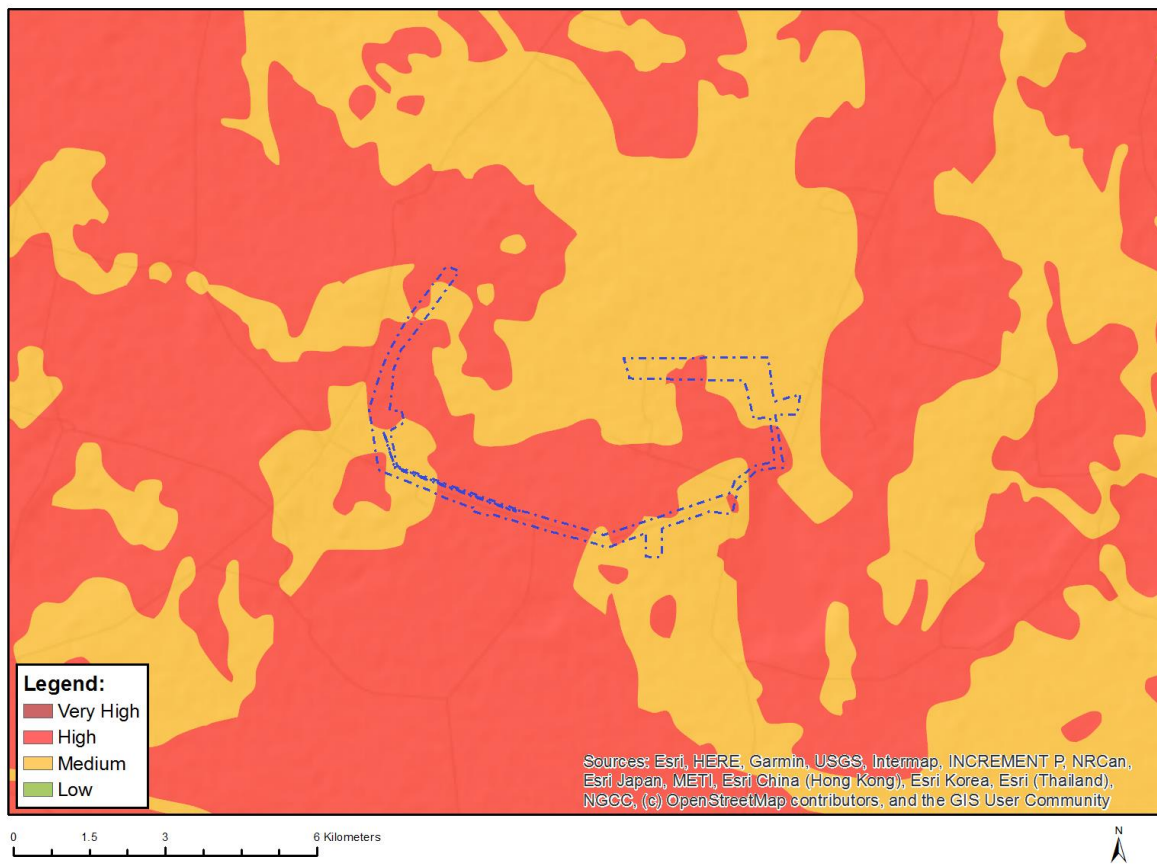 Legend:
Very High
High
Medium
Low
Sources: Esri, HERE, Garmin, USGS, Intermap, INCREMENT P, NRCan,
Esri Japan, METI, Esri China (Hong Kong), Esri Korea, Esri (Thailand),
NGCC, (c) OpenStreetMap contributors, and the GIS User Community
0 1.5 3 6 Kilometers
N